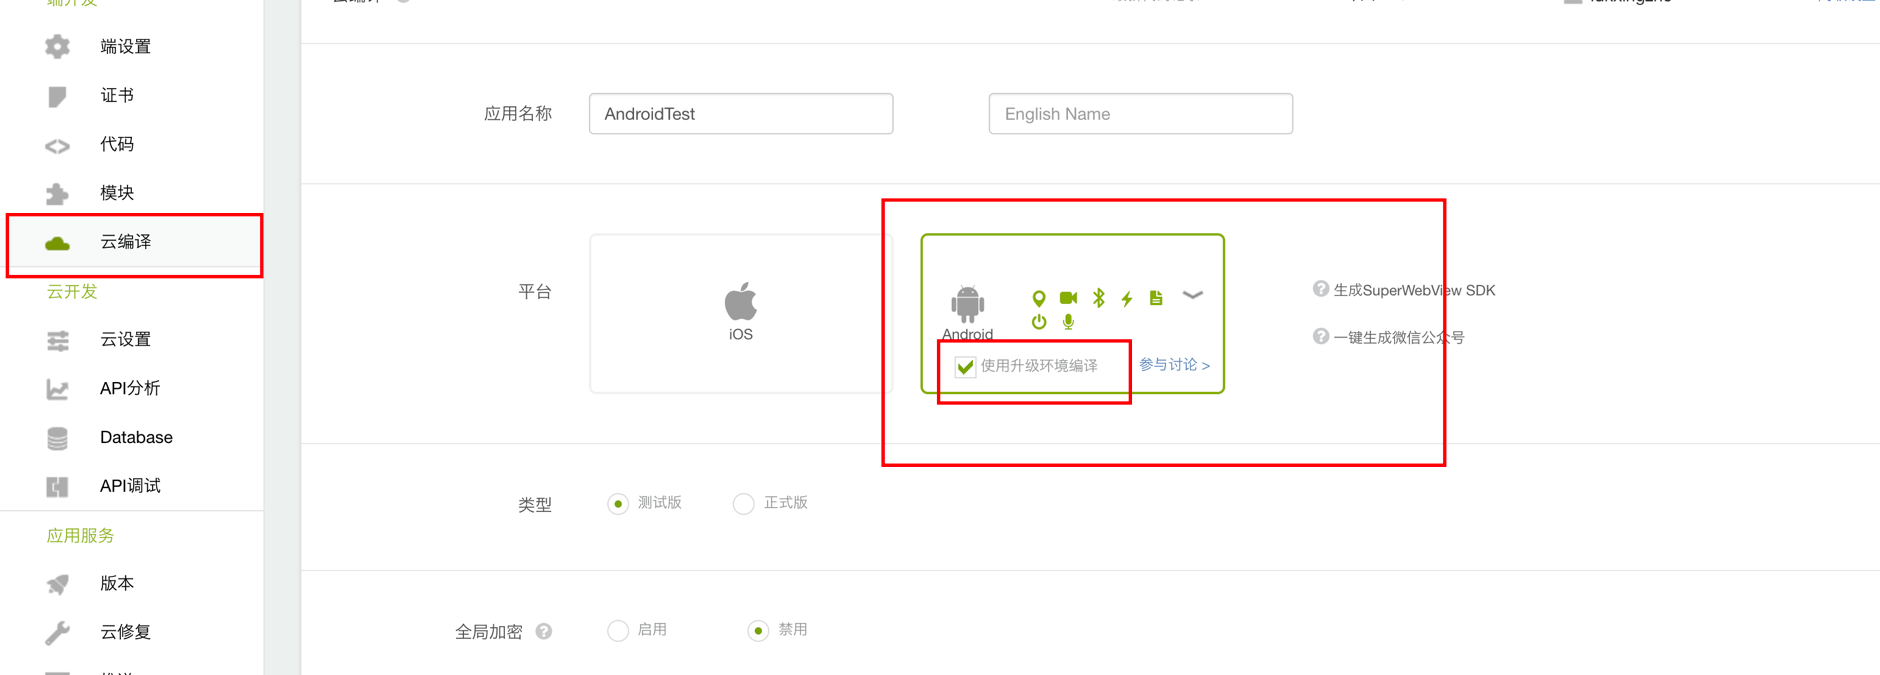 端开发
端设置
证书
代码
模块
云编译
云开发
云设置
API分析
Database
API调试
应用服务
版本
云修复
应用名称
AndroidTest
English Name
平台
iOS
Android
使用升级环境编译
参与讨论 >
生成SuperWebView SDK
一键生成微信公众号
类型
测试版
正式版
全局加密
启用
禁用